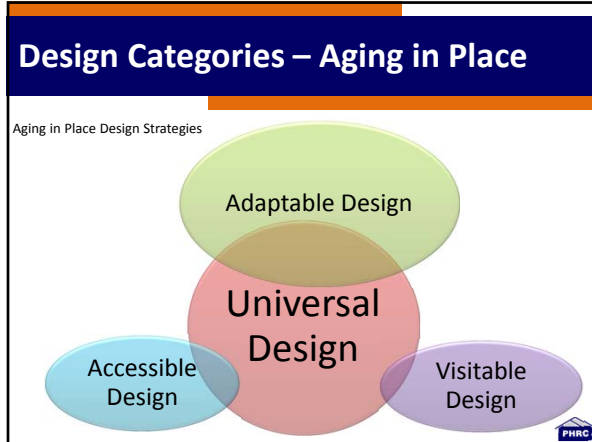 Design Categories – Aging in Place
Aging in Place Design Strategies
Adaptable Design
Universal
Design
Accessible
Design
Visitable
Design
PHRC